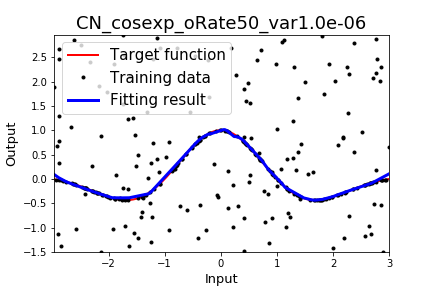 CN_cosexp_oRate50_var1.0e-06
Target function
Training data
Fitting result
Output
2.5
2.0
1.5
1.0
0.5
0.0
−0.5
−1.0
−1.5
−2
−1
0
1
2
3
Input